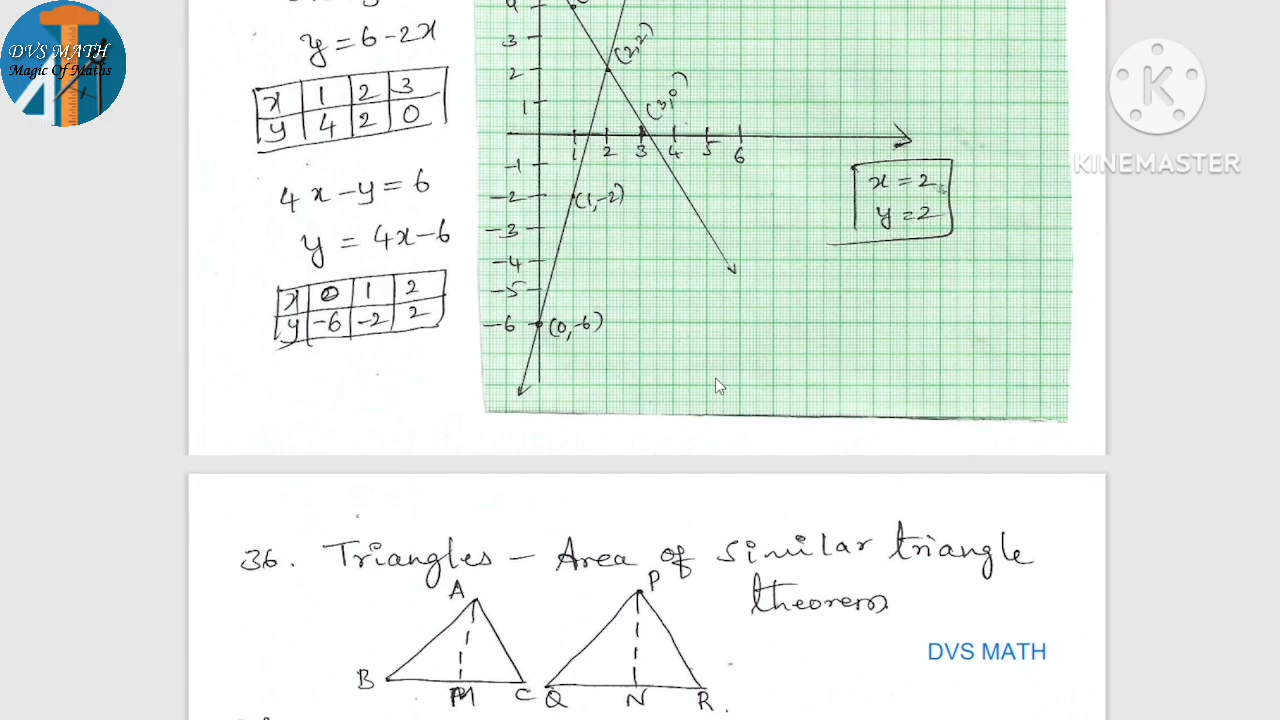 DVS MATH
Magic Of Maths
y = 6 - 2x
x 1 2 3
y 4 2 0
4x - y = 6
y = 4x - 6
x 0 1 2
y -6 -2 2
4
3
2
1
-1
-2
-3
-4
-5
-6
1 2 3 4 5 6
(2,2)
(3,0)
(1,-2)
(0,-6)
x = 2
y = 2
K
KINEMASTER
36. Triangles - Area of similar triangle
theorem
A
P
B
M
C
Q
N
R
DVS MATH